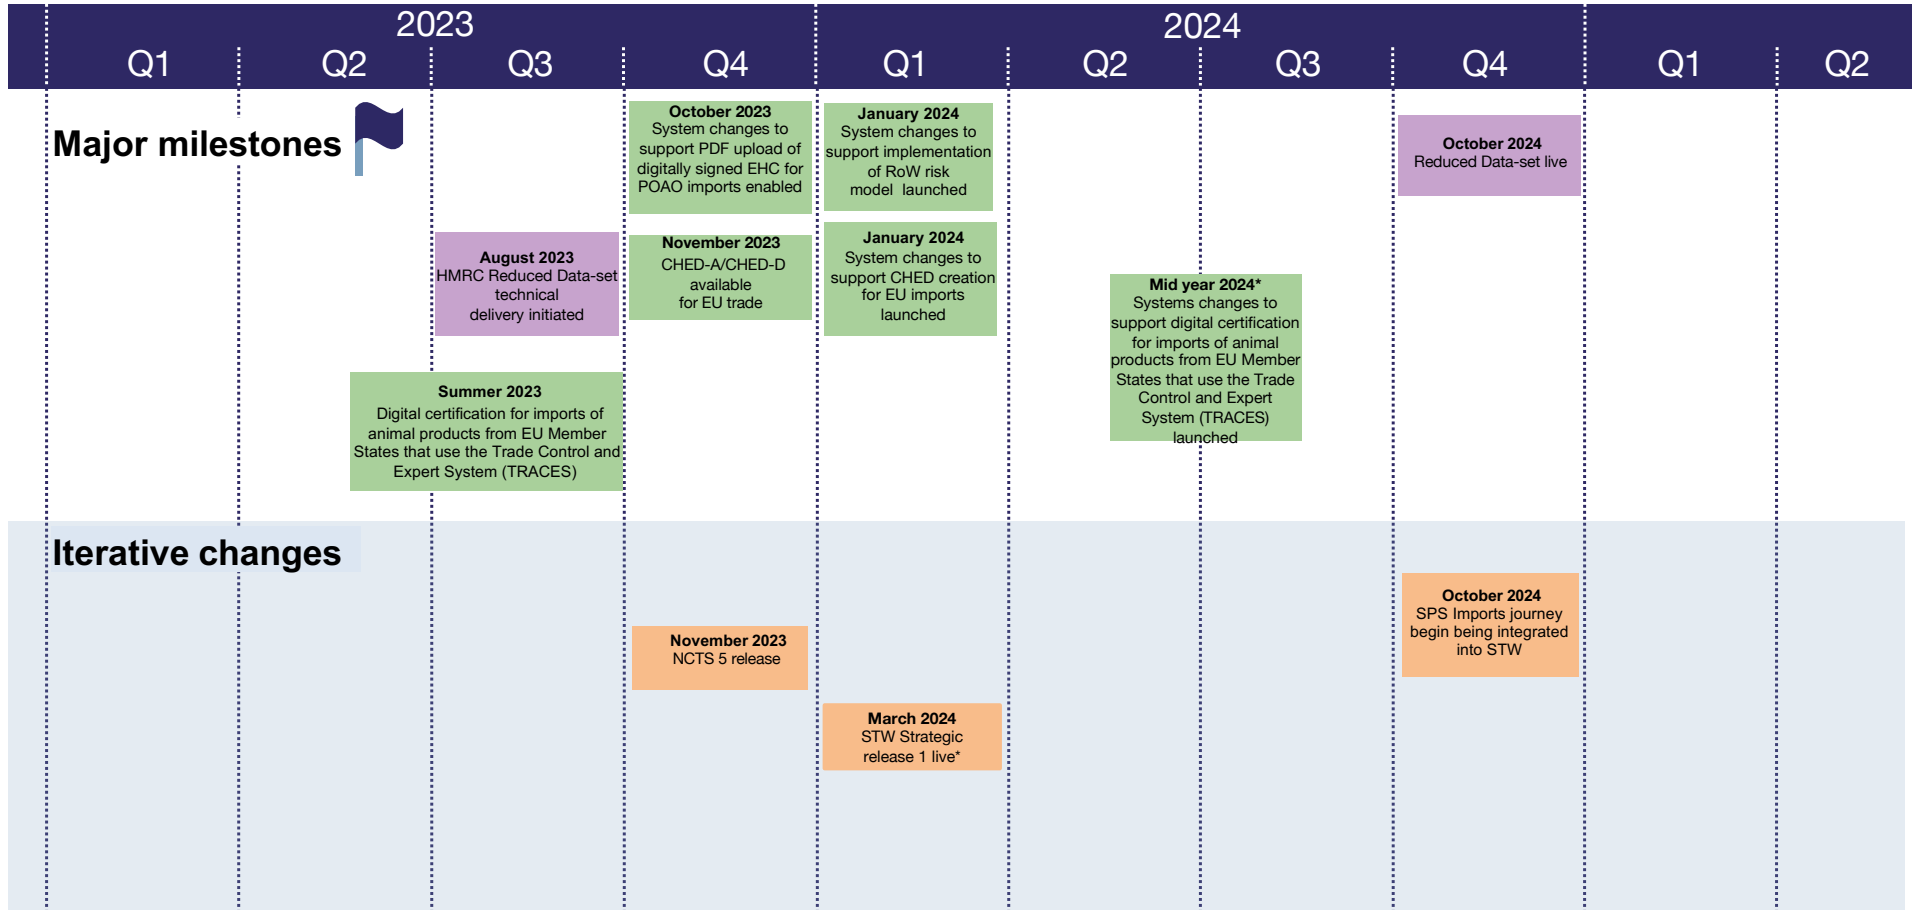 2023
2024
Q1
Q2
Q3
Q4
Q1
Q2
Q3
Q4
Q1
Q2
Major milestones
October 2023
System changes to
support PDF upload of
digitally signed EHC for
POAO imports enabled
January 2024
System changes to
support implementation
of RoW risk
model launched
October 2024
Reduced Data-set live
August 2023
HMRC Reduced Data-set
technical
delivery initiated
November 2023
CHED-A/CHED-D
available
for EU trade
January 2024
System changes to
support CHED creation
for EU imports
launched
Mid year 2024*
Systems changes to
support digital certification
for imports of animal
products from EU Member
States that use the Trade
Control and Expert
System (TRACES)
launched
Summer 2023
Digital certification for imports of
animal products from EU Member
States that use the Trade Control and
Expert System (TRACES)
Iterative changes
October 2024
SPS Imports journey
begin being integrated
into STW
November 2023
NCTS 5 release
March 2024
STW Strategic
release 1 live*